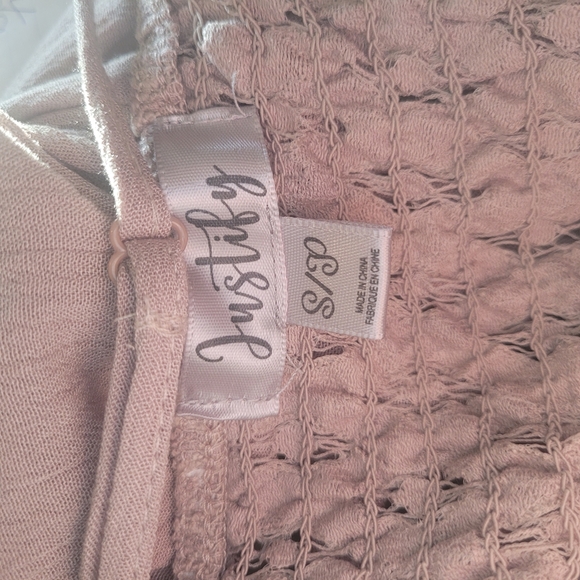 Justify
S/P
MADE IN CHINA
FABRIQUÉ EN CHINE